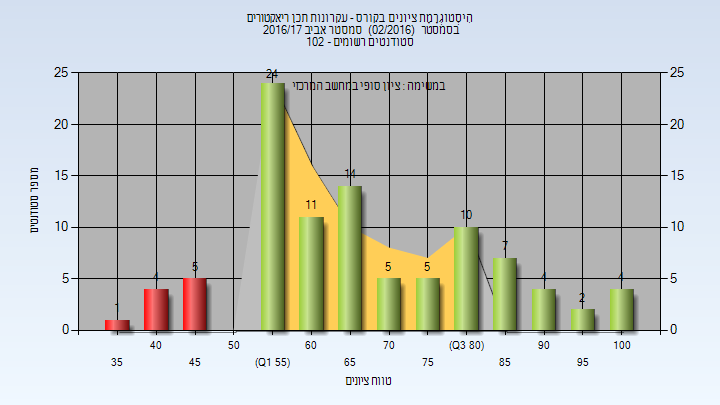 היסטוגרמת ציונים בקורס - עקרונות תכן ריאקטורים
בסמסטר (02/2016) סמסטר אביב 2016/17
סטודנטים רשומים - 102
במשימה : ציון סופי במחשב המרכזי
מספר סטודנטים
25 20 15 10 5 0
25 20 15 10 5 0
1 4 5 24 11 14 5 5 10 7 4 2 4
40 50 60 70 (Q3 80) 90 100
35 45 (Q1 55) 65 75 85 95
טווח ציונים